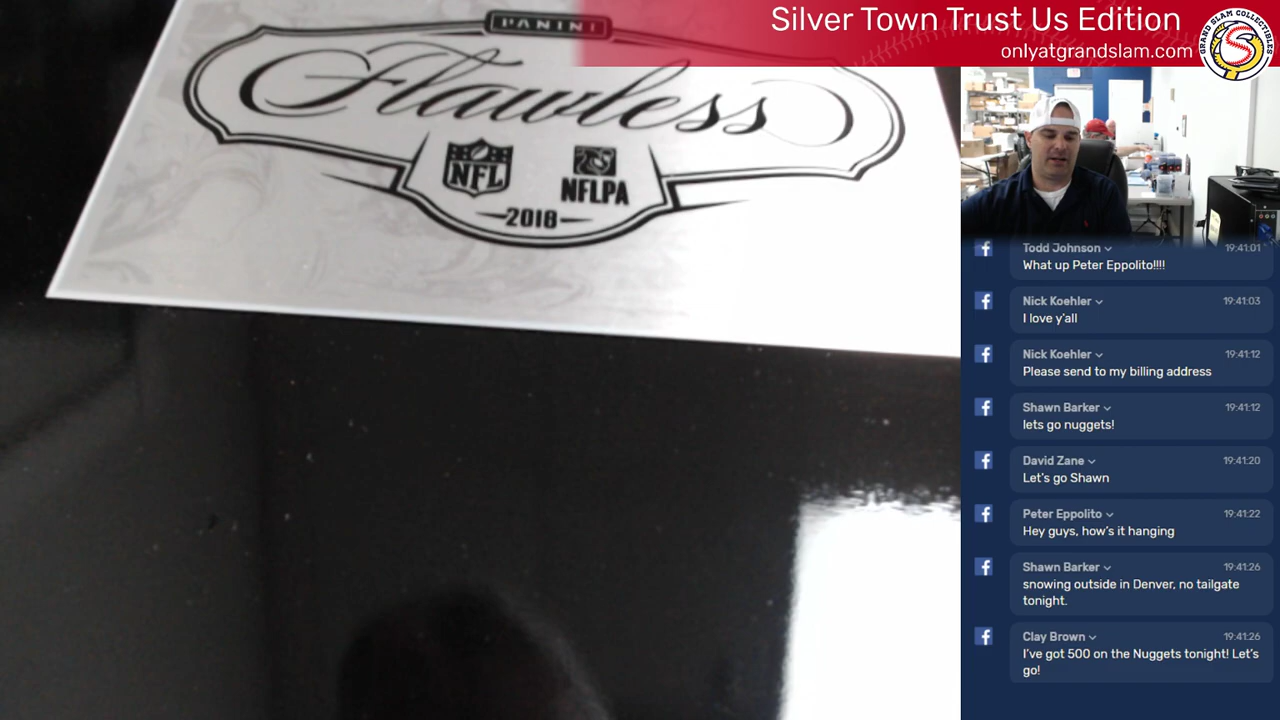 Silver Town Trust Us Edition
onlyatgrandslam.com
GRAND SLAM COLLECTIBLES
S
PANINI
Flawless
NFL
NFLPA
2018
Todd Johnson 19:41:01
What up Peter Eppolito!!!!
Nick Koehler 19:41:03
I love y'all
Nick Koehler 19:41:12
Please send to my billing address
Shawn Barker 19:41:12
lets go nuggets!
David Zane 19:41:20
Let's go Shawn
Peter Eppolito 19:41:22
Hey guys, how's it hanging
Shawn Barker 19:41:26
snowing outside in Denver, no tailgate
tonight.
Clay Brown 19:41:26
I've got 500 on the Nuggets tonight! Let's
go!